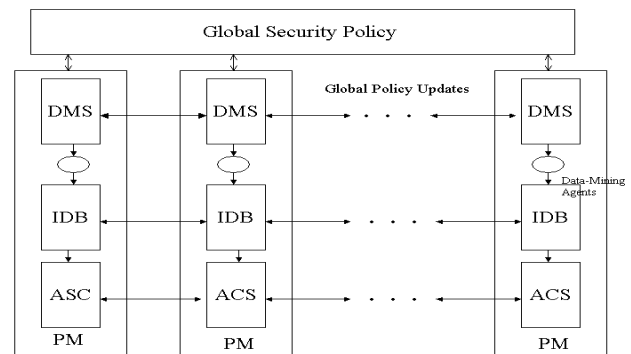 Global Security Policy
Global Policy Updates
DMS
DMS
. . .
DMS
Data-Mining
Agents
IDB
IDB
. . .
IDB
ASC
ACS
. . .
ACS
PM
PM
PM